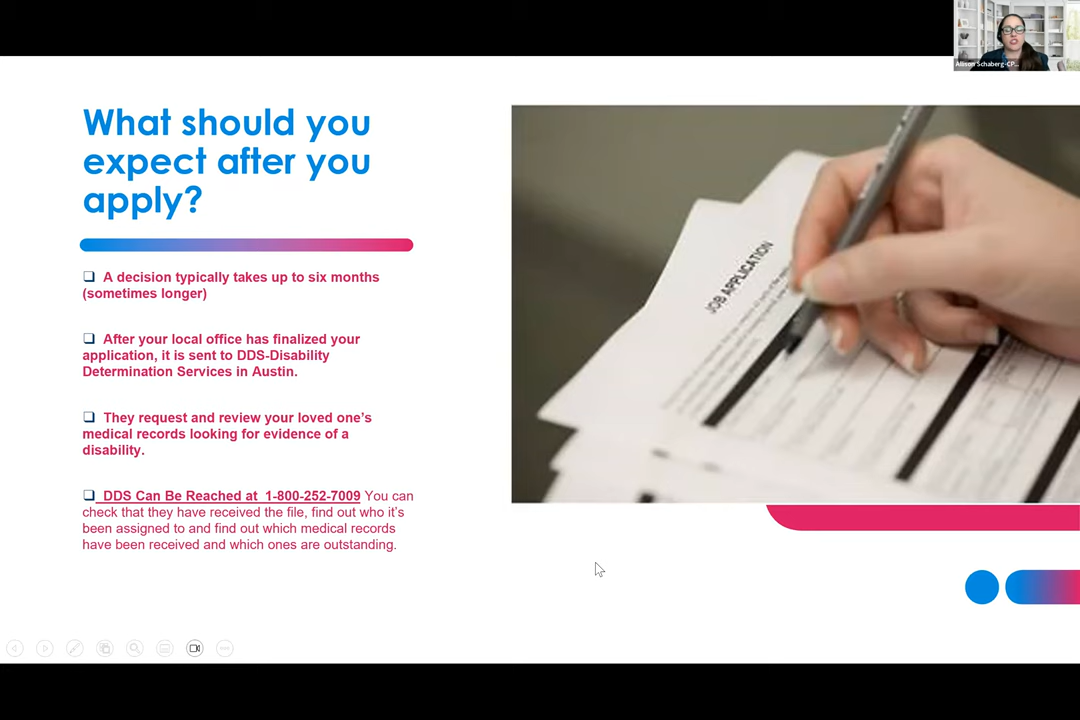 Allison Schaberg-CP...
What should you
expect after you
apply?
❑ A decision typically takes up to six months
(sometimes longer)
❑ After your local office has finalized your
application, it is sent to DDS-Disability
Determination Services in Austin.
❑ They request and review your loved one's
medical records looking for evidence of a
disability.
❑ DDS Can Be Reached at 1-800-252-7009 You can
check that they have received the file, find out who it's
been assigned to and find out which medical records
have been received and which ones are outstanding.
JOB APPLICATION